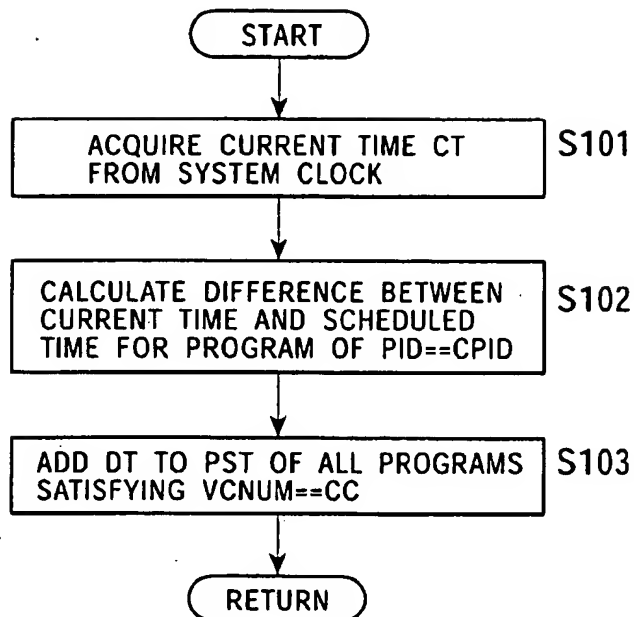 START
ACQUIRE CURRENT TIME CT
FROM SYSTEM CLOCK
S101
CALCULATE DIFFERENCE BETWEEN
CURRENT TIME AND SCHEDULED
TIME FOR PROGRAM OF PID==CPID
S102
ADD DT TO PST OF ALL PROGRAMS
SATISFYING VCNUM==CC
S103
RETURN